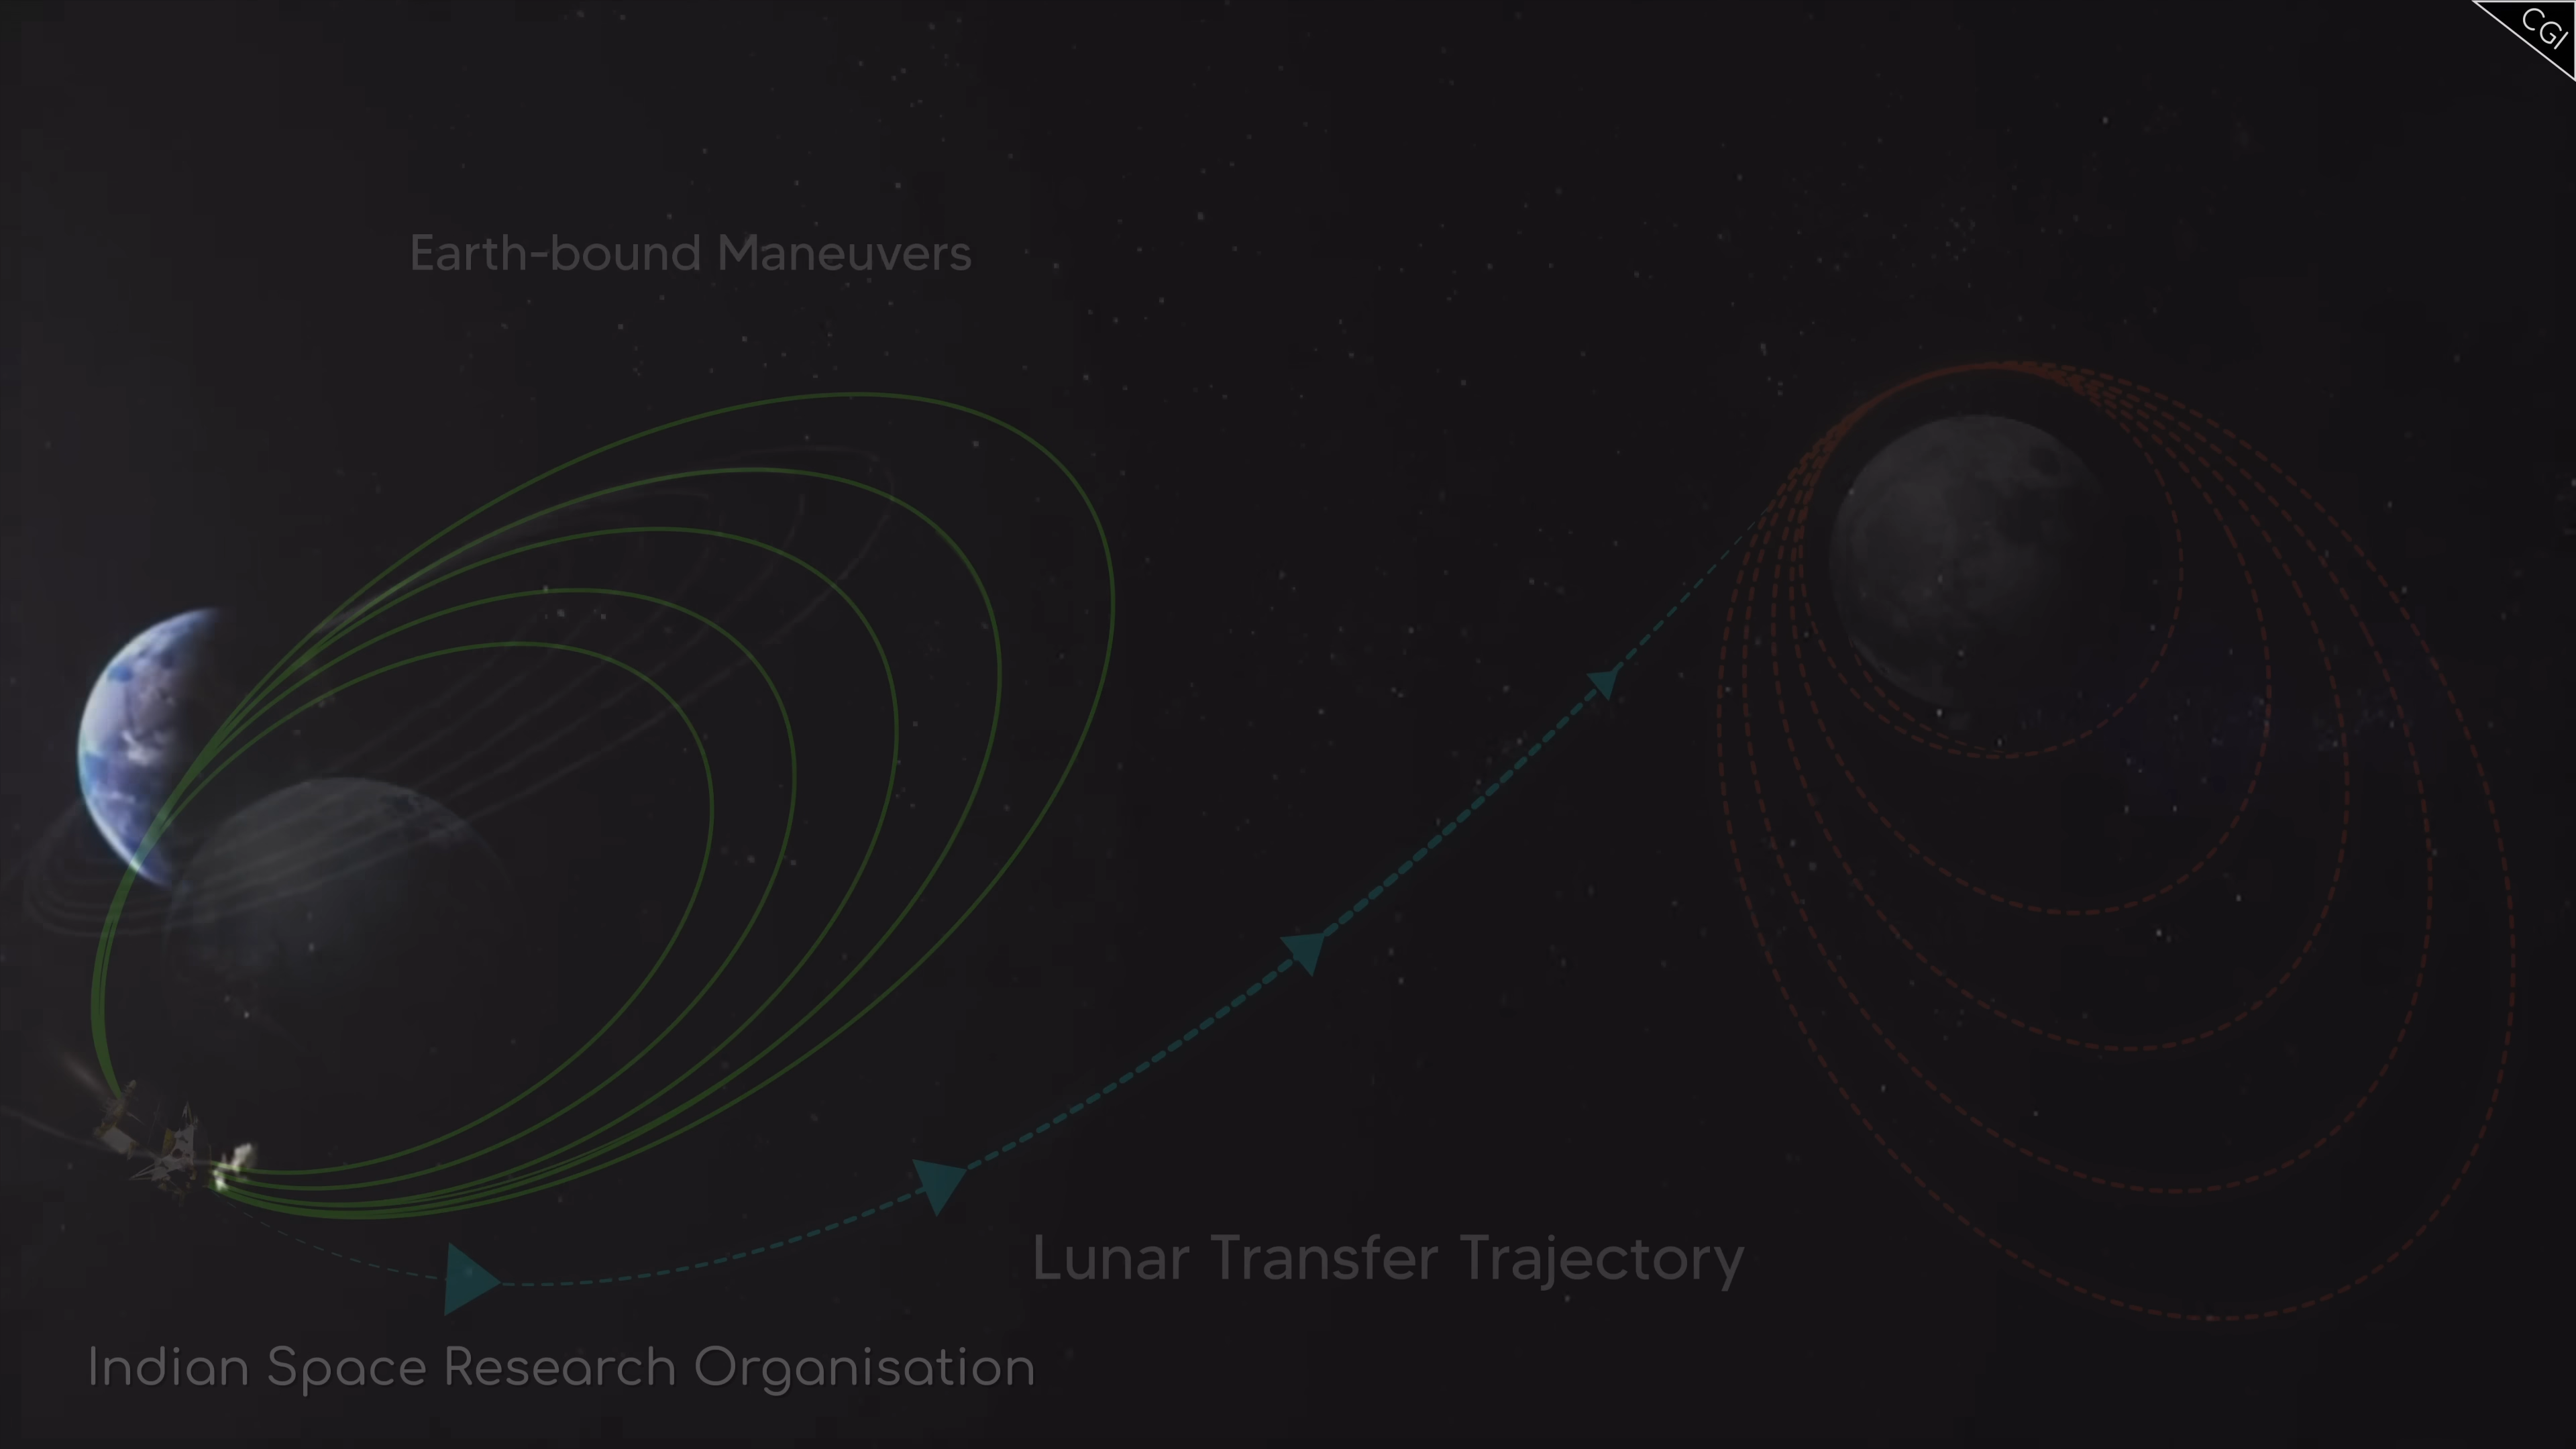 CGI
Earth-bound Maneuvers
Lunar Transfer Trajectory
Indian Space Research Organisation